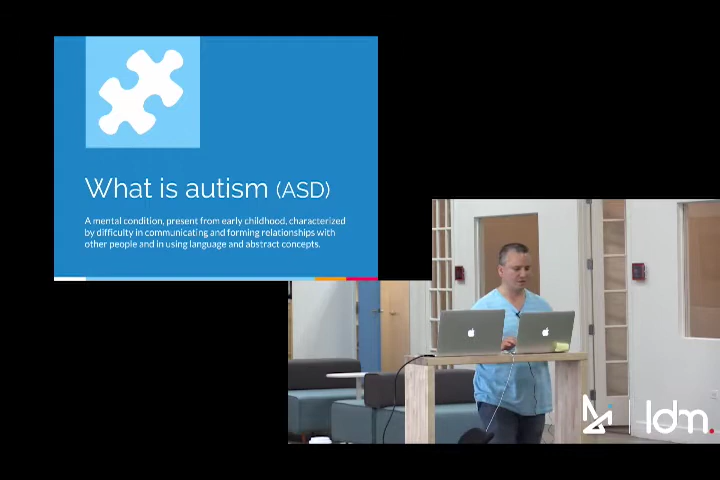 What is autism (ASD)
A mental condition, present from early childhood, characterized
by difficulty in communicating and forming relationships with
other people and in using language and abstract concepts.
ldm.